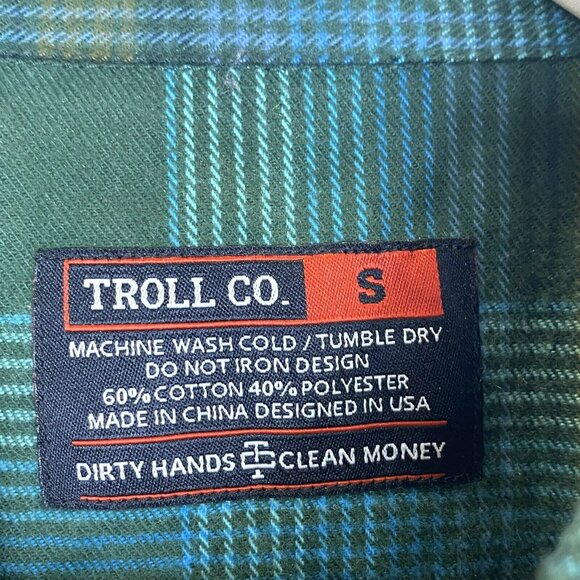 TROLL CO. S
MACHINE WASH COLD / TUMBLE DRY
DO NOT IRON DESIGN
60% COTTON 40% POLYESTER
MADE IN CHINA DESIGNED IN USA
DIRTY HANDS TC CLEAN MONEY